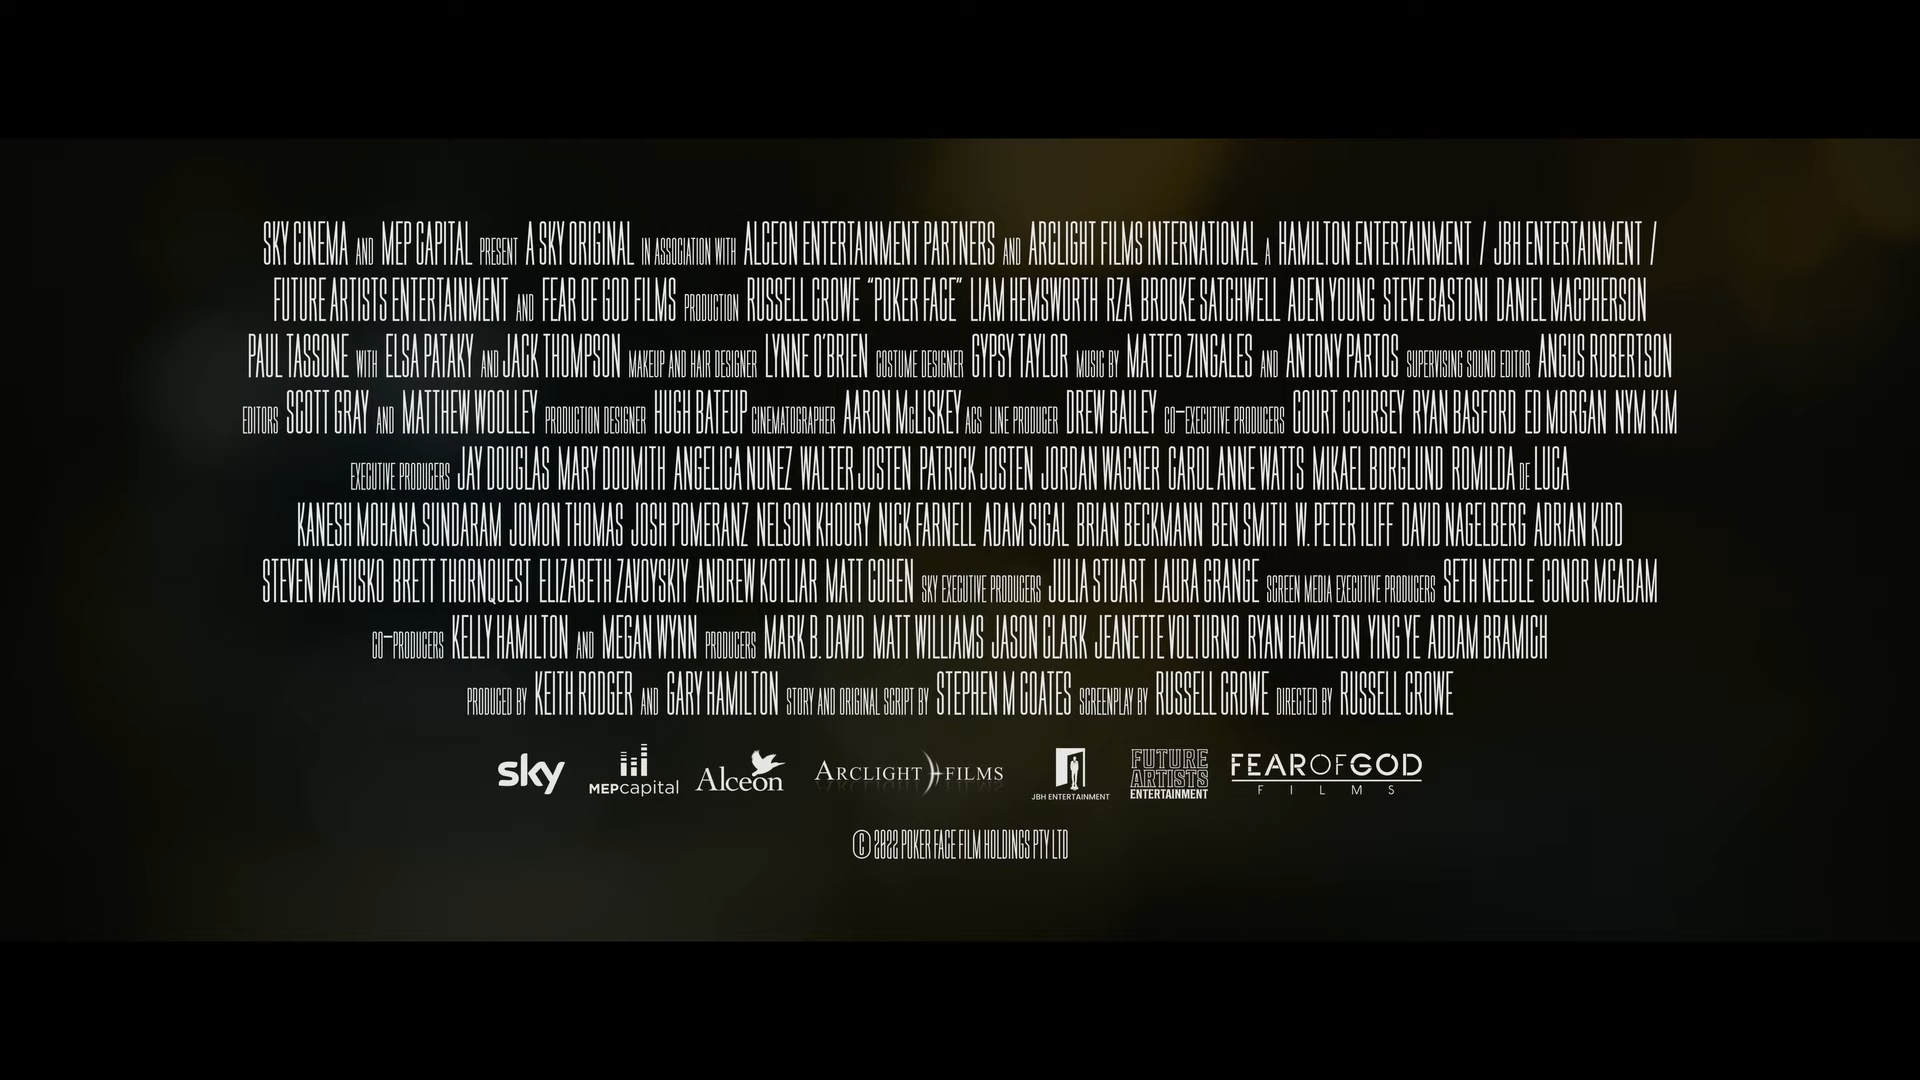 SKY CINEMA AND MEP CAPITAL PRESENT A SKY ORIGINAL IN ASSOCIATION WITH ALCEON ENTERTAINMENT PARTNERS AND ARCLIGHT FILMS INTERNATIONAL A HAMILTON ENTERTAINMENT / JBH ENTERTAINMENT /
FUTURE ARTISTS ENTERTAINMENT AND FEAR OF GOD FILMS PRODUCTION RUSSELL CROWE “POKER FACE” LIAM HEMSWORTH RZA BROOKE SATCHWELL ADEN YOUNG STEVE BASTONI DANIEL MACPHERSON
PAUL TASSONE WITH ELSA PATAKY AND JACK THOMPSON MAKEUP AND HAIR DESIGNER LYNNE O'BRIEN COSTUME DESIGNER GYPSY TAYLOR MUSIC BY MATTEO ZINGALES AND ANTONY PARTOS SUPERVISING SOUND EDITOR ANGUS ROBERTSON
EDITORS SCOTT GRAY AND MATTHEW WOOLLEY PRODUCTION DESIGNER HUGH BATEUP CINEMATOGRAPHER AARON McLISKEY ACS LINE PRODUCER DREW BAILEY CO-EXECUTIVE PRODUCERS COURT COURSEY RYAN BASFORD ED MORGAN NYM KIM
EXECUTIVE PRODUCERS JAY DOUGLAS MARY DOUMITH ANGELICA NUNEZ WALTER JOSTEN PATRICK JOSTEN JORDAN WAGNER CAROL ANNE WATTS MIKAEL BORGLUND ROMILDA DE LUCA
KANESH MOHANA SUNDARAM JOMON THOMAS JOSH POMERANZ NELSON KHOURY NICK FARNELL ADAM SIGAL BRIAN BECKMANN BEN SMITH W. PETER ILIFF DAVID NAGELBERG ADRIAN KIDD
STEVEN MATUSKO BRETT THORNQUEST ELIZABETH ZAVOYSKIY ANDREW KOTLIAR MATT COHEN SKY EXECUTIVE PRODUCERS JULIA STUART LAURA GRANGE SCREEN MEDIA EXECUTIVE PRODUCERS SETH NEEDLE CONOR MCADAM
CO-PRODUCERS KELLY HAMILTON AND MEGAN WYNN PRODUCERS MARK B. DAVID MATT WILLIAMS JASON CLARK JEANETTE VOLTURNO RYAN HAMILTON YING YE ADDAM BRAMICH
PRODUCED BY KEITH RODGER AND GARY HAMILTON STORY AND ORIGINAL SCRIPT BY STEPHEN M COATES SCREENPLAY BY RUSSELL CROWE DIRECTED BY RUSSELL CROWE
sky
MEPcapital
Alceon
ARCLIGHT FILMS
JBH ENTERTAINMENT
FUTURE
ARTISTS
ENTERTAINMENT
FEAROFGOD
FILMS
© 2022 POKER FACE FILM HOLDINGS PTY LTD